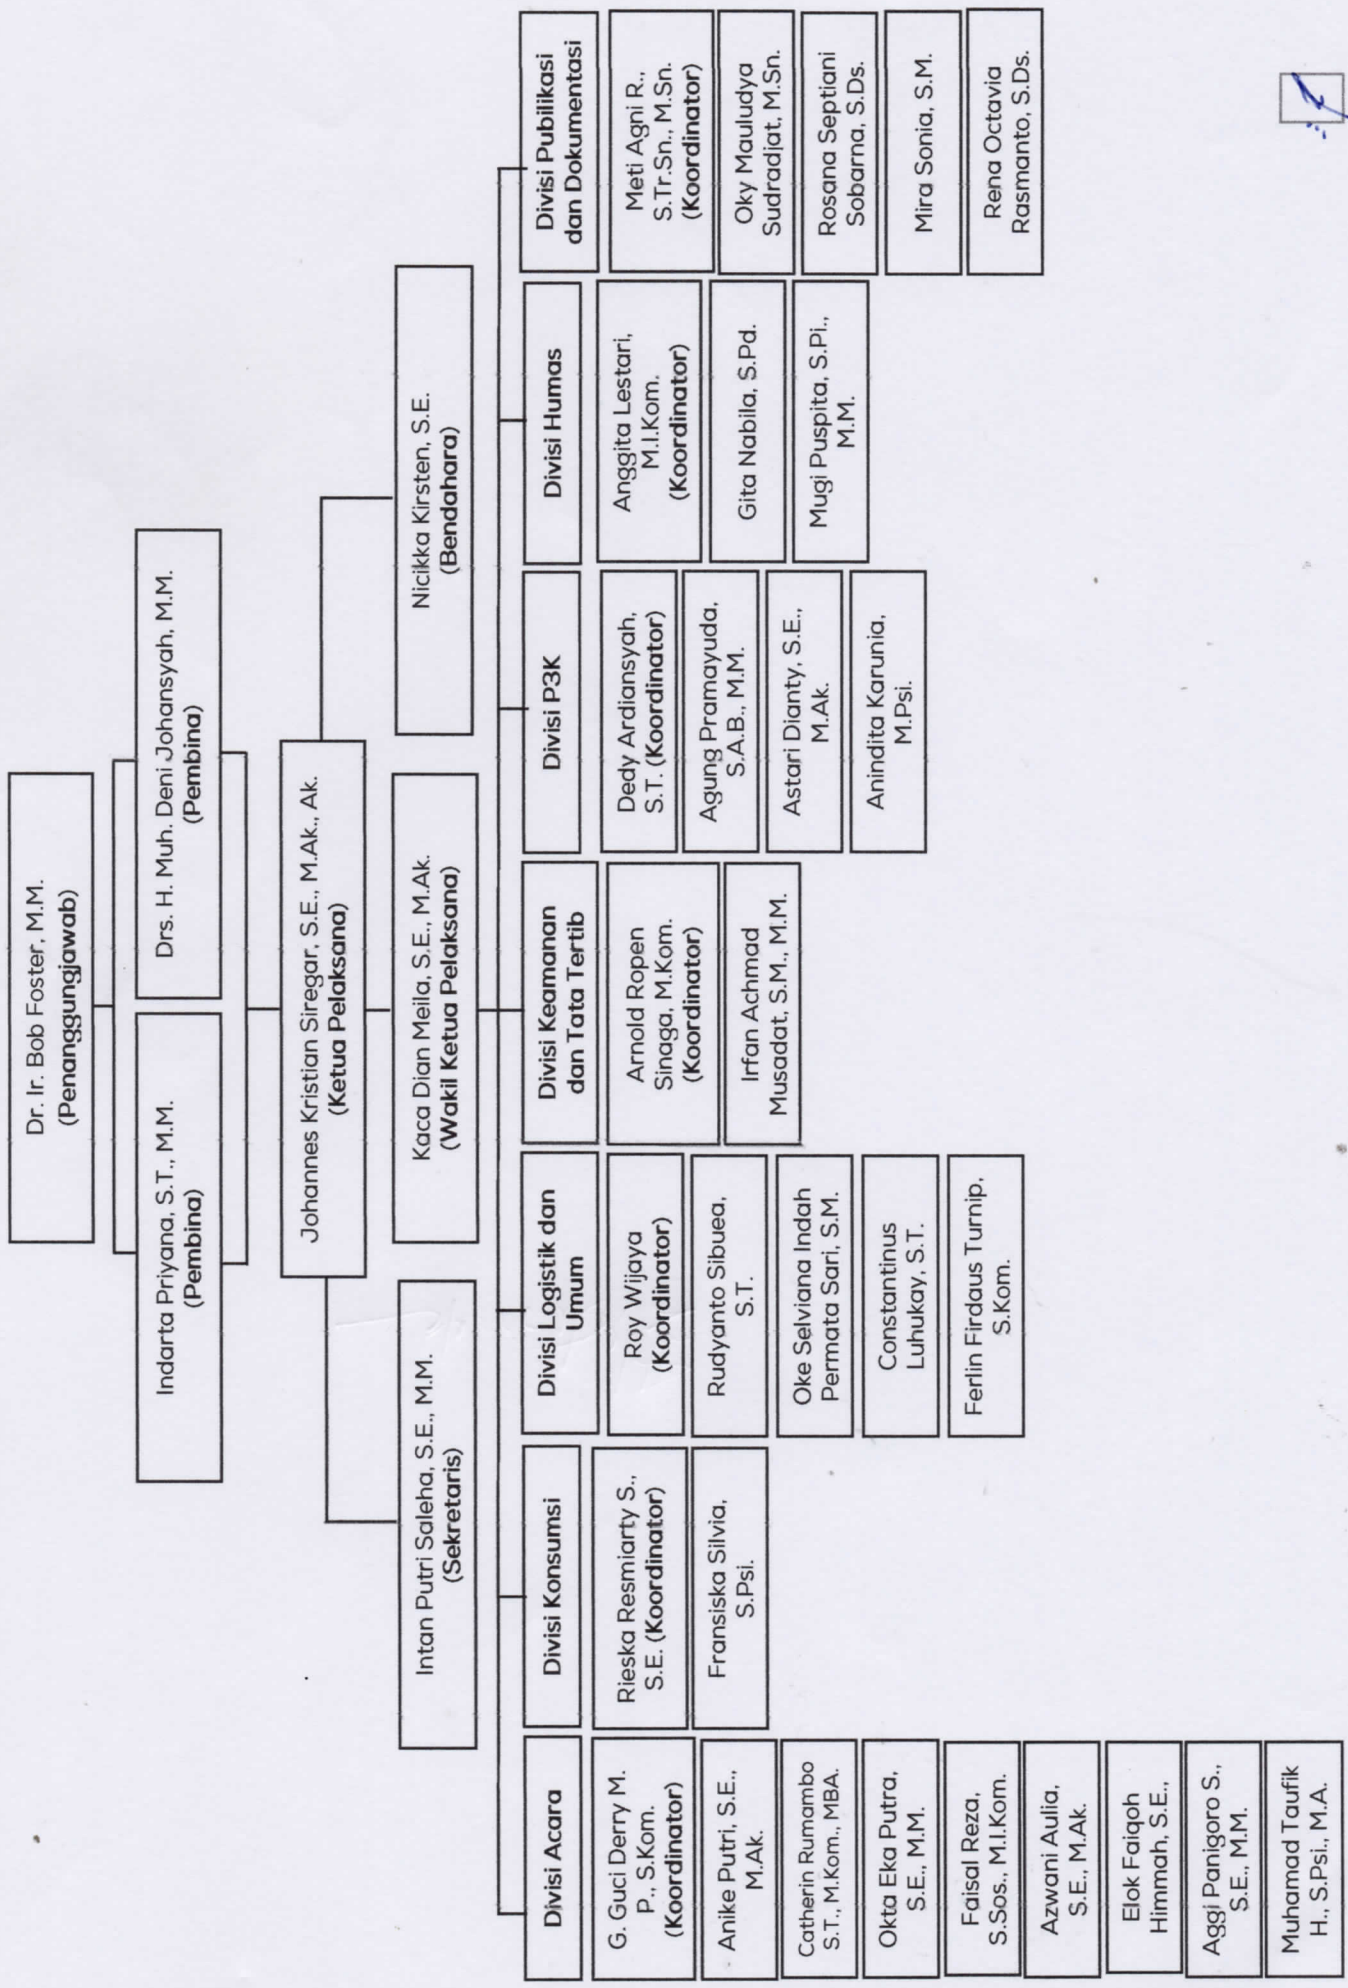 Dr. Ir. Bob Foster, M.M.
(Penanggungjawab)
Indarta Priyana, S.T., M.M.
(Pembina)
Drs. H. Muh. Deni Johansyah, M.M.
(Pembina)
Johannes Kristian Siregar, S.E., M.Ak., Ak.
(Ketua Pelaksana)
Intan Putri Saleha, S.E., M.M.
(Sekretaris)
Kaca Dian Meila, S.E., M.Ak.
(Wakil Ketua Pelaksana)
Nicikka Kirsten, S.E.
(Bendahara)
Divisi Acara
G. Guci Derry M.
P., S.Kom.
(Koordinator)
Anike Putri, S.E.,
M.Ak.
Catherin Rumambo
S.T., M.Kom., MBA.
Okta Eka Putra,
S.E., M.M.
Faisal Reza,
S.Sos., M.I.Kom.
Azwani Aulia,
S.E., M.Ak.
Elok Faiqoh
Himmah, S.E.,
Aggi Panigoro S.,
S.E., M.M.
Muhamad Taufik
H., S.Psi., M.A.
Divisi Konsumsi
Rieska Resmiarty S.,
S.E. (Koordinator)
Fransiska Silvia,
S.Psi.
Divisi Logistik dan
Umum
Roy Wijaya
(Koordinator)
Rudyanto Sibuea,
S.T.
Oke Selviana Indah
Permata Sari, S.M.
Constantinus
Luhukay, S.T.
Ferlin Firdaus Turnip,
S.Kom.
Divisi Keamanan
dan Tata Tertib
Arnold Ropen
Sinaga, M.Kom.
(Koordinator)
Irfan Achmad
Musadat, S.M., M.M.
Divisi P3K
Dedy Ardiansyah,
S.T. (Koordinator)
Agung Pramayuda,
S.A.B., M.M.
Astari Dianty, S.E.,
M.Ak.
Anindita Karunia,
M.Psi.
Divisi Humas
Anggita Lestari,
M.I.Kom.
(Koordinator)
Gita Nabila, S.Pd.
Mugi Puspita, S.Pi.,
M.M.
Divisi Pubilikasi
dan Dokumentasi
Meti Agni R.,
S.Tr.Sn., M.Sn.
(Koordinator)
Oky Mauludya
Sudradjat, M.Sn.
Rosana Septiani
Sobarna, S.Ds.
Mira Sonia, S.M.
Rena Octavia
Rasmanto, S.Ds.